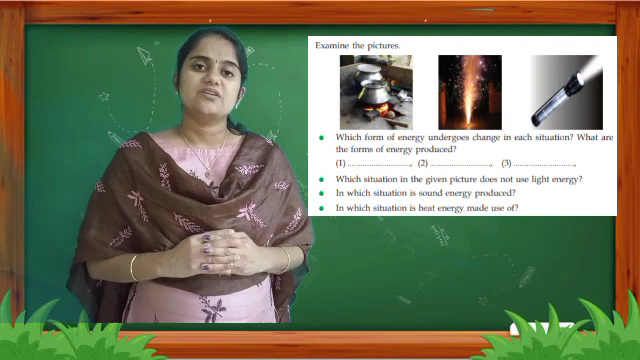 Examine the pictures.
Which form of energy undergoes change in each situation? What are
the forms of energy produced?
(1)..........................., (2)..........................., (3)...........................,
Which situation in the given picture does not use light energy?
In which situation is sound energy produced?
In which situation is heat energy made use of?